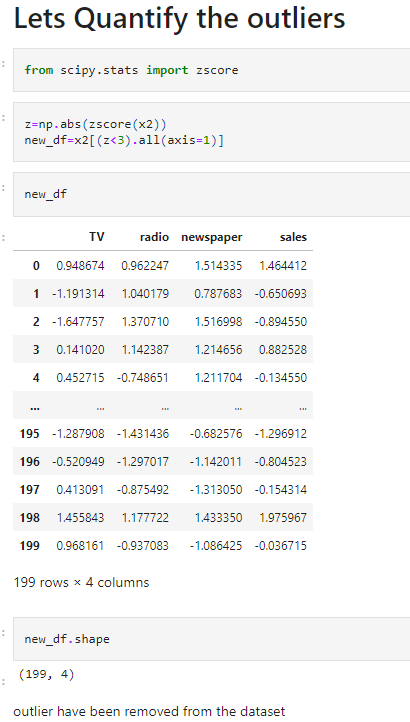 Lets Quantify the outliers
from scipy.stats import zscore
z=np.abs(zscore(x2))
new_df=x2[(z<3).all(axis=1)]
new_df
TV radio newspaper sales
0 0.948674 0.962247 1.514335 1.464412
1 -1.191314 1.040179 0.787683 -0.650693
2 -1.647757 1.370710 1.516998 -0.894550
3 0.141020 1.142387 1.214656 0.882528
4 0.452715 -0.748651 1.211704 -0.134550
... ... ... ... ...
195 -1.287908 -1.431436 -0.682576 -1.296912
196 -0.520949 -1.297017 -1.142011 -0.804523
197 0.413091 -0.875492 -1.313050 -0.154314
198 1.455843 1.177722 1.433350 1.975967
199 0.968161 -0.937083 -1.086425 -0.036715
199 rows × 4 columns
new_df.shape
(199, 4)
outlier have been removed from the dataset